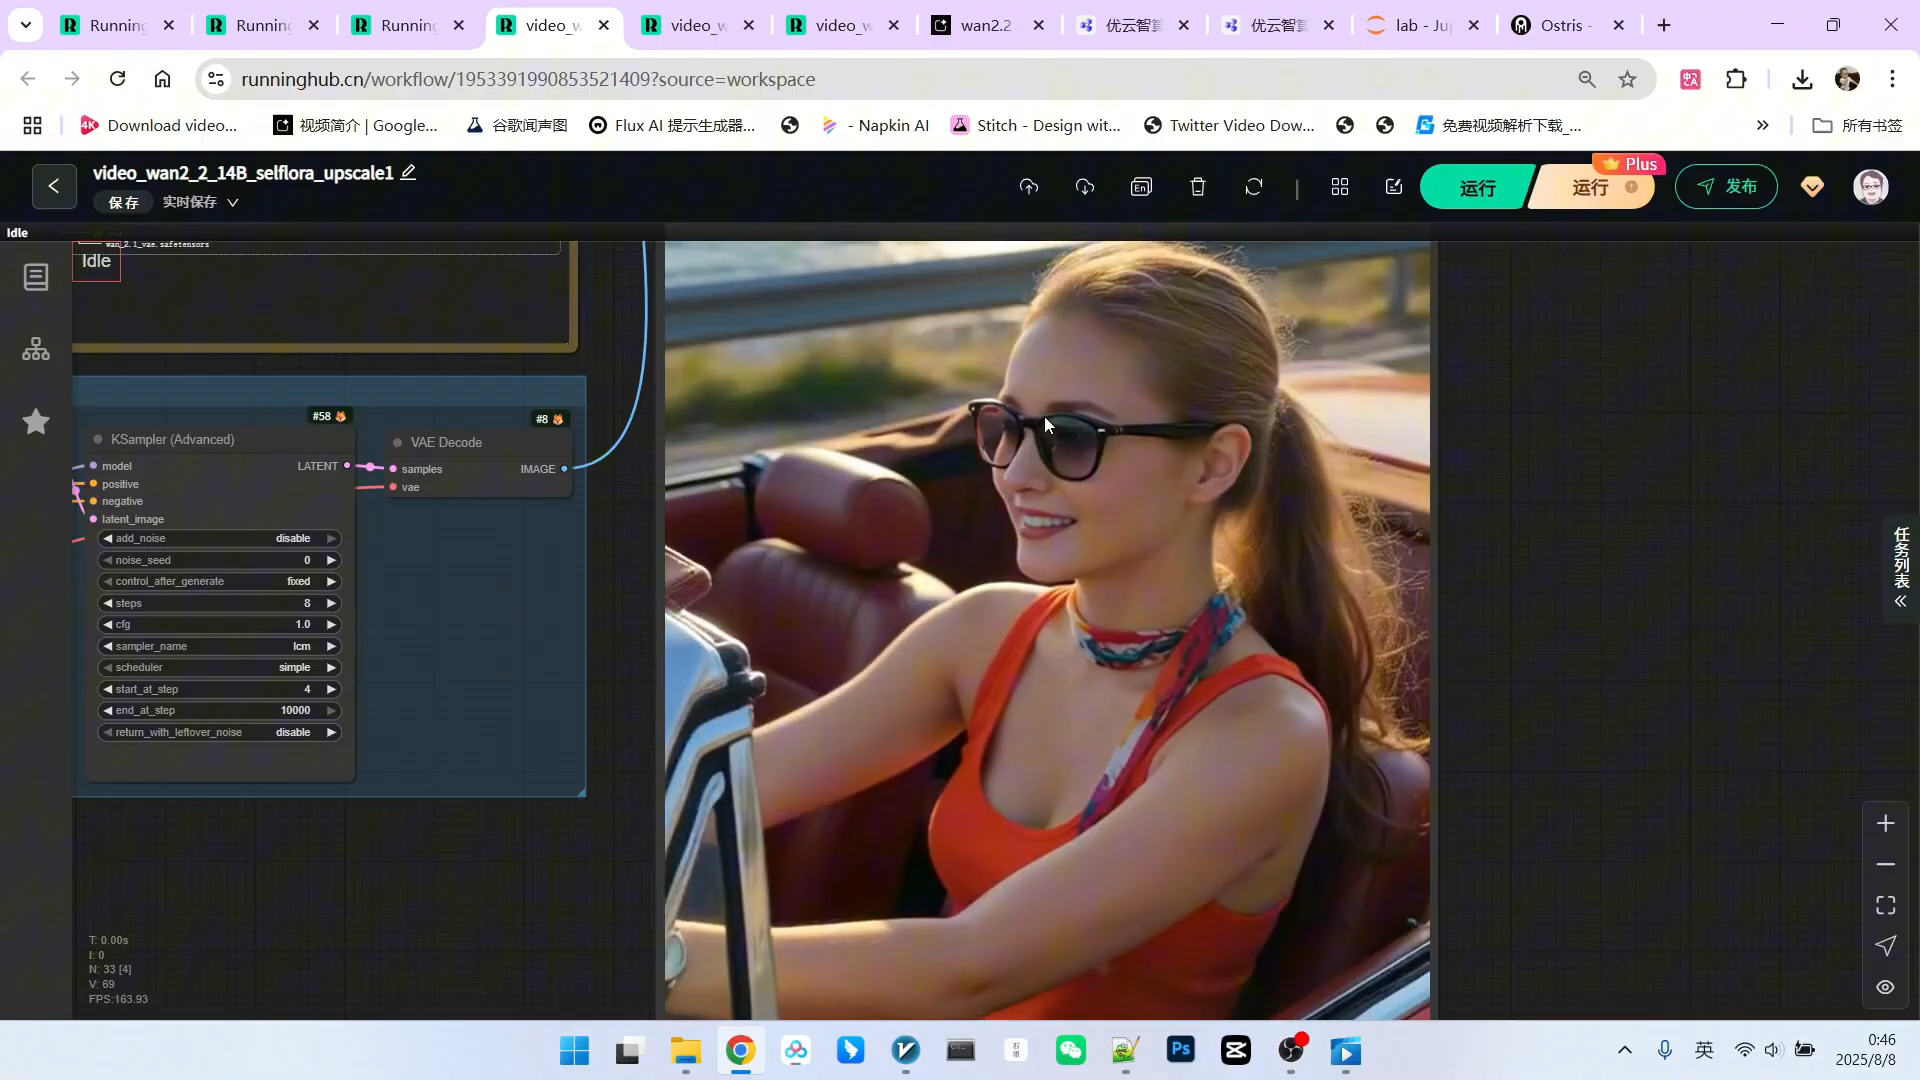 Running
Running
Running
video_w
video_w
video_w
wan2.2
优云智算
优云智算
lab - Ju
Ostris -
runninghub.cn/workflow/1953391990853521409?source=workspace
Download video...
视频简介 | Google...
谷歌闻声图
Flux AI 提示生成器...
- Napkin AI
Stitch - Design wit...
Twitter Video Dow...
免费视频解析下载_...
所有书签
video_wan2_2_14B_selflora_upscale1
保存
实时保存
En
运行
Plus
运行
发布
Idle
wan_2.1_vae.safetensors
Idle
#58
#8
KSampler (Advanced)
VAE Decode
model
LATENT
samples
IMAGE
positive
vae
negative
latent_image
add_noise disable
noise_seed 0
control_after_generate fixed
steps 8
cfg 1.0
sampler_name lcm
scheduler simple
start_at_step 4
end_at_step 10000
return_with_leftover_noise disable
任务列表
T: 0.00s
I: 0
N: 33 [4]
V: 69
FPS:163.93
Ps
英
0:46
2025/8/8